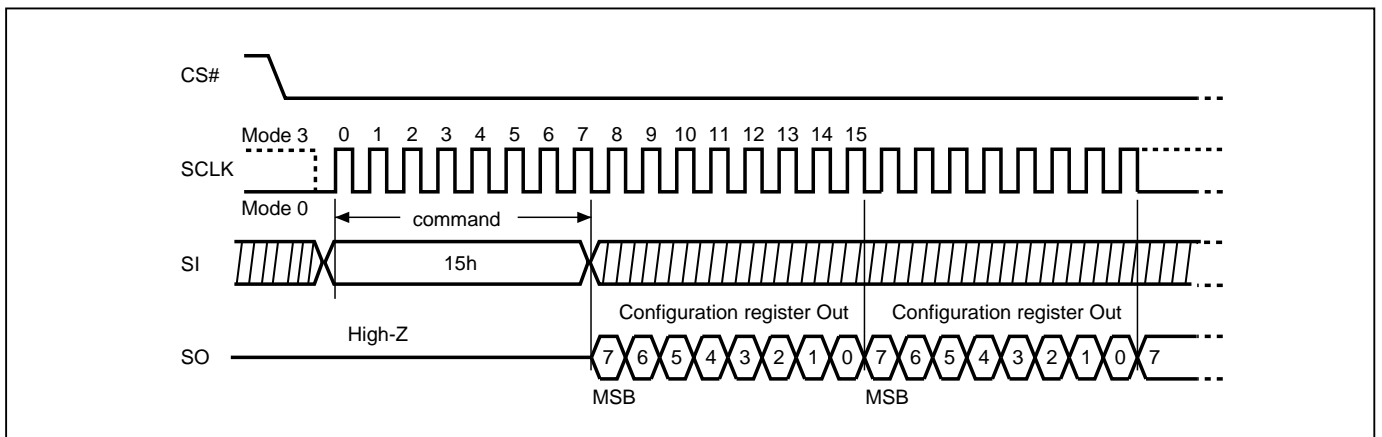 CS#
Mode 3 0 1 2 3 4 5 6 7 8 9 10 11 12 13 14 15
SCLK
Mode 0
command
SI 15h
Configuration register Out Configuration register Out
High-Z
SO 7 6 5 4 3 2 1 0 7 6 5 4 3 2 1 0 7
MSB MSB